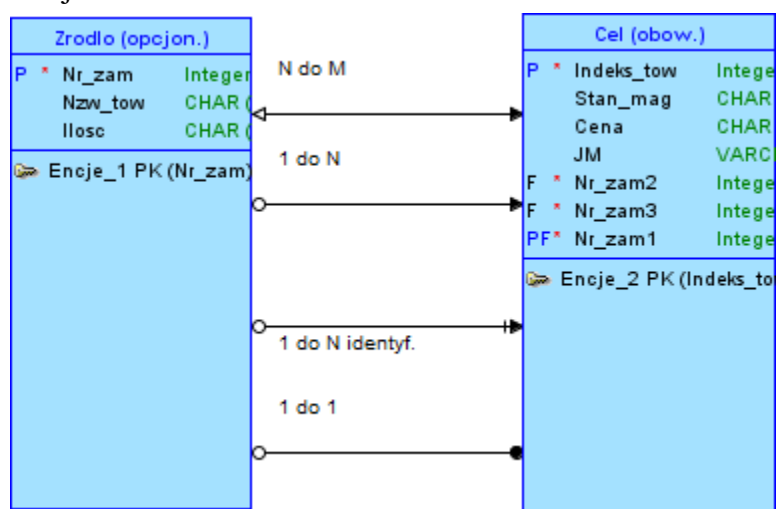 Zrodlo (opcjon.)
P * Nr_zam Integer
Nzw_tow CHAR (
Ilosc CHAR (
Encje_1 PK (Nr_zam)
N do M
1 do N
1 do N identyf.
1 do 1
Cel (obow.)
P * Indeks_tow Intege
Stan_mag CHAR
Cena CHAR
JM VARC
F * Nr_zam2 Intege
F * Nr_zam3 Intege
PF* Nr_zam1 Intege
Encje_2 PK (Indeks_to